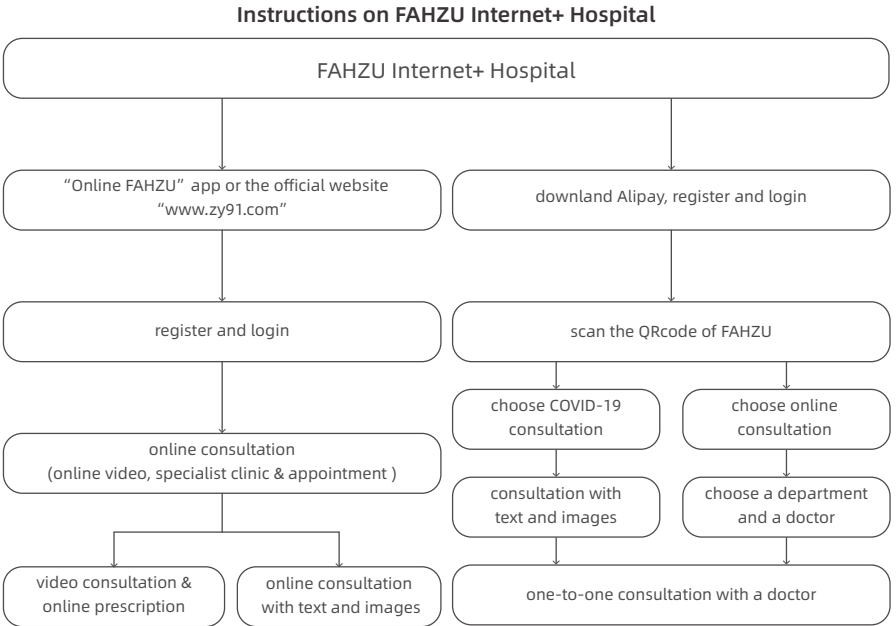 Instructions on FAHZU Internet+ Hospital
FAHZU Internet+ Hospital
“Online FAHZU” app or the official website
“www.zy91.com”
downland Alipay, register and login
register and login
scan the QRcode of FAHZU
choose COVID-19
consultation
choose online
consultation
online consultation
(online video, specialist clinic & appointment )
consultation with
text and images
choose a department
and a doctor
video consultation &
online prescription
online consultation
with text and images
one-to-one consultation with a doctor